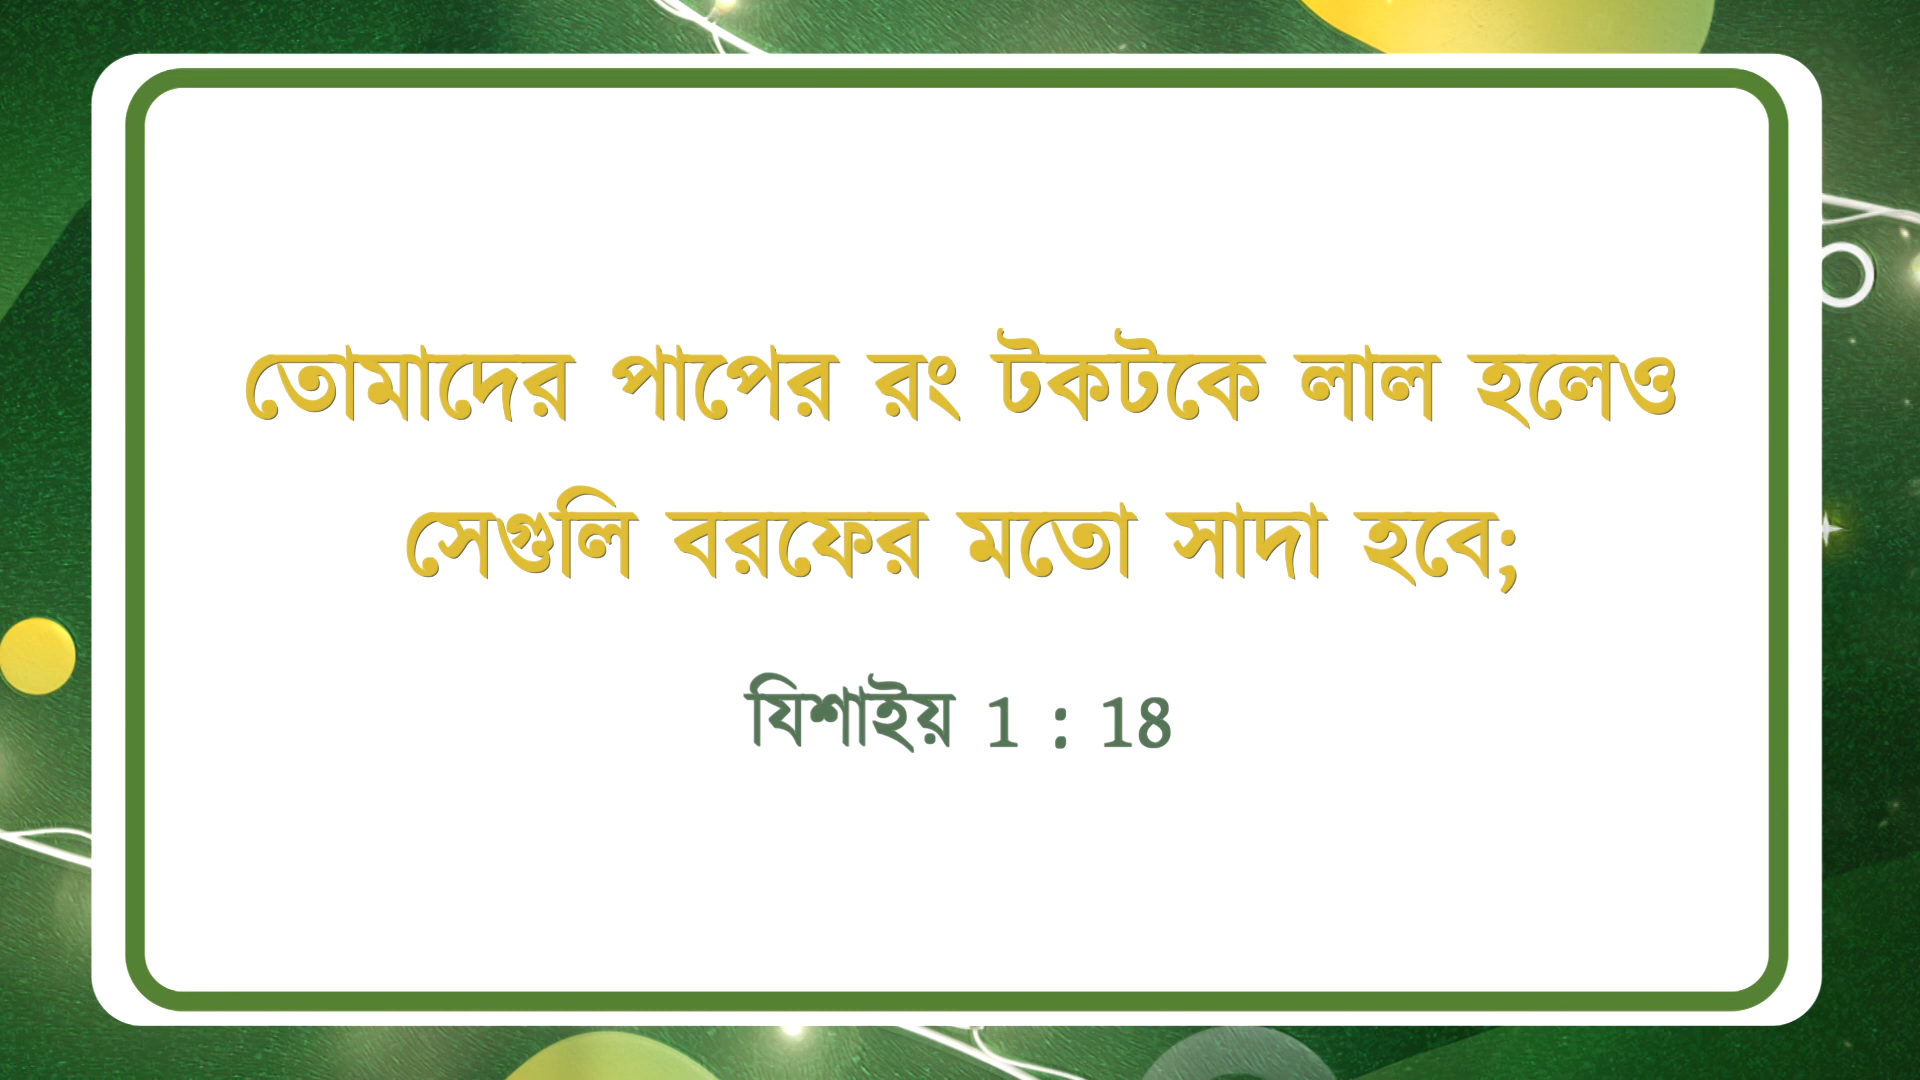 তোমাদের পাপের রং টকটকে লাল হলেও
সেগুলি বরফের মতো সাদা হবে;
যিশাইয় 1 : 18